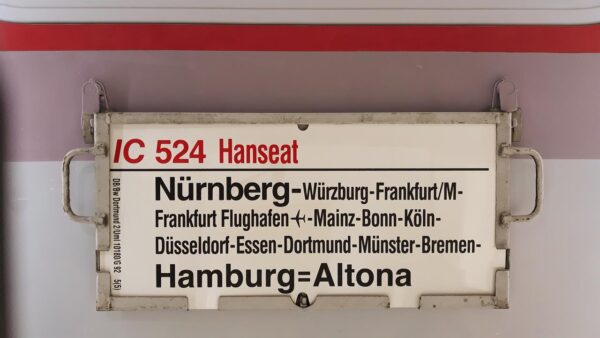 IC 524 Hanseat
Nürnberg-Würzburg-Frankfurt/M-
Frankfurt Flughafen✈-Mainz-Bonn-Köln-
Düsseldorf-Essen-Dortmund-Münster-Bremen-
Hamburg=Altona